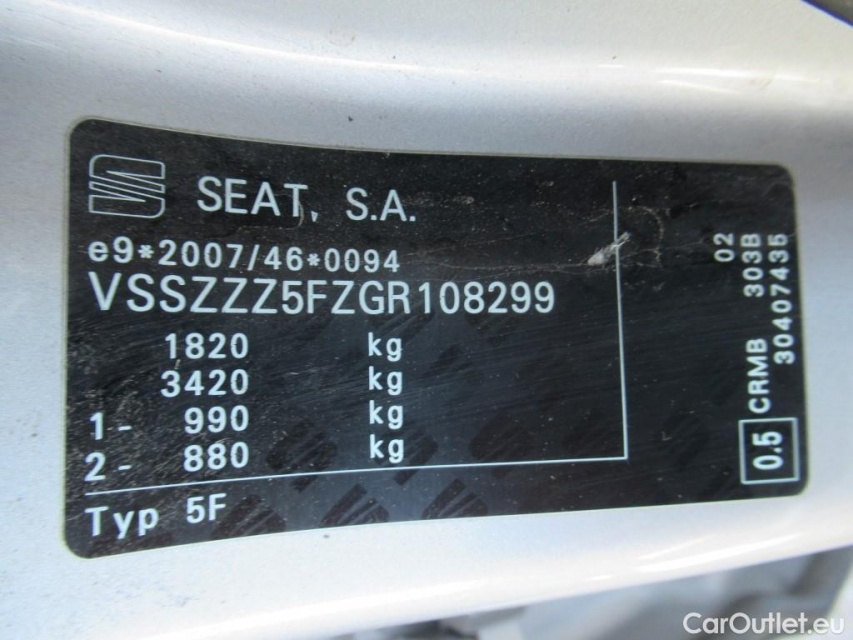 SEAT, S.A.
e9*2007/46*0094
VSSZZZ5FZGR108299
1820 kg
3420 kg
1- 990 kg
2- 880 kg
Typ 5F
02
CRMB 303B
30407435
0.5
CarOutlet.eu